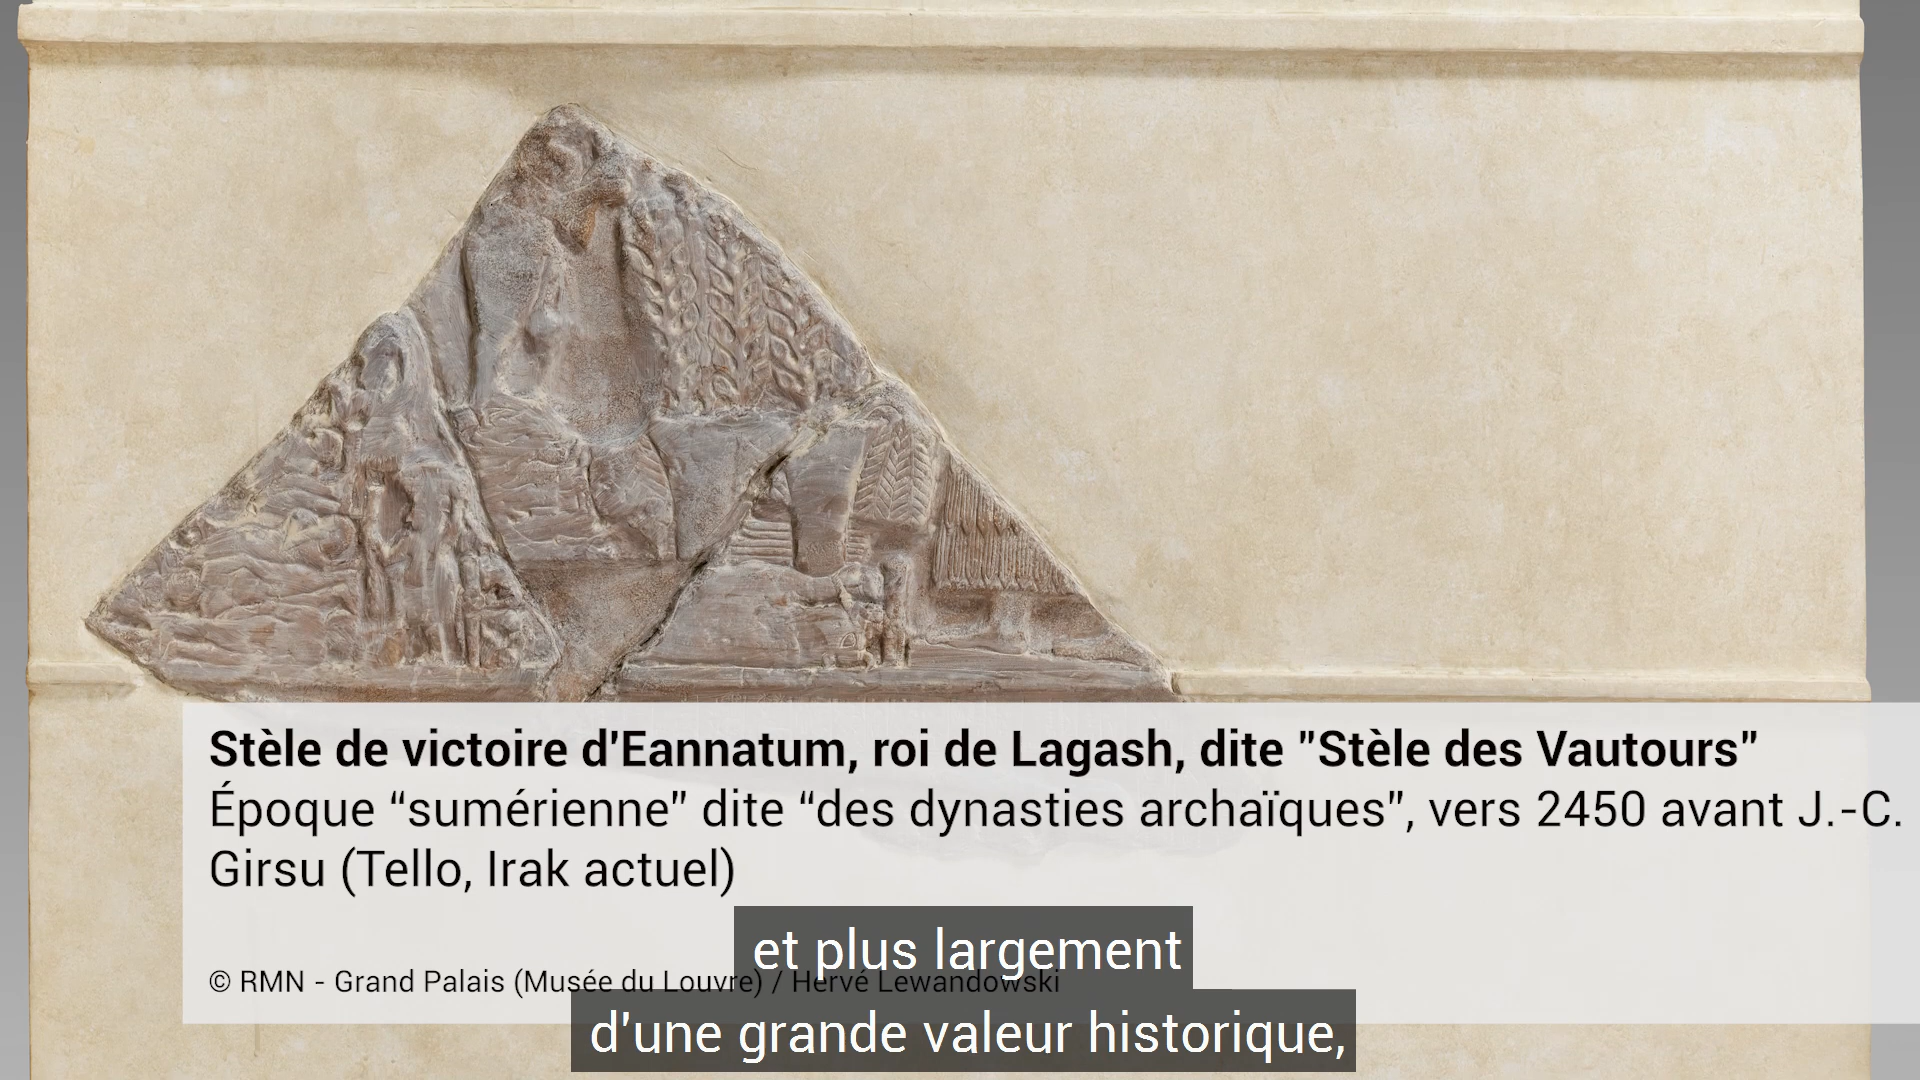 Stèle de victoire d'Eannatum, roi de Lagash, dite "Stèle des Vautours"
Époque “sumérienne” dite “des dynasties archaïques”, vers 2450 avant J.-C.
Girsu (Tello, Irak actuel)
© RMN - Grand Palais (Musée du Louvre) / Hervé Lewandowski
et plus largement
d'une grande valeur historique,